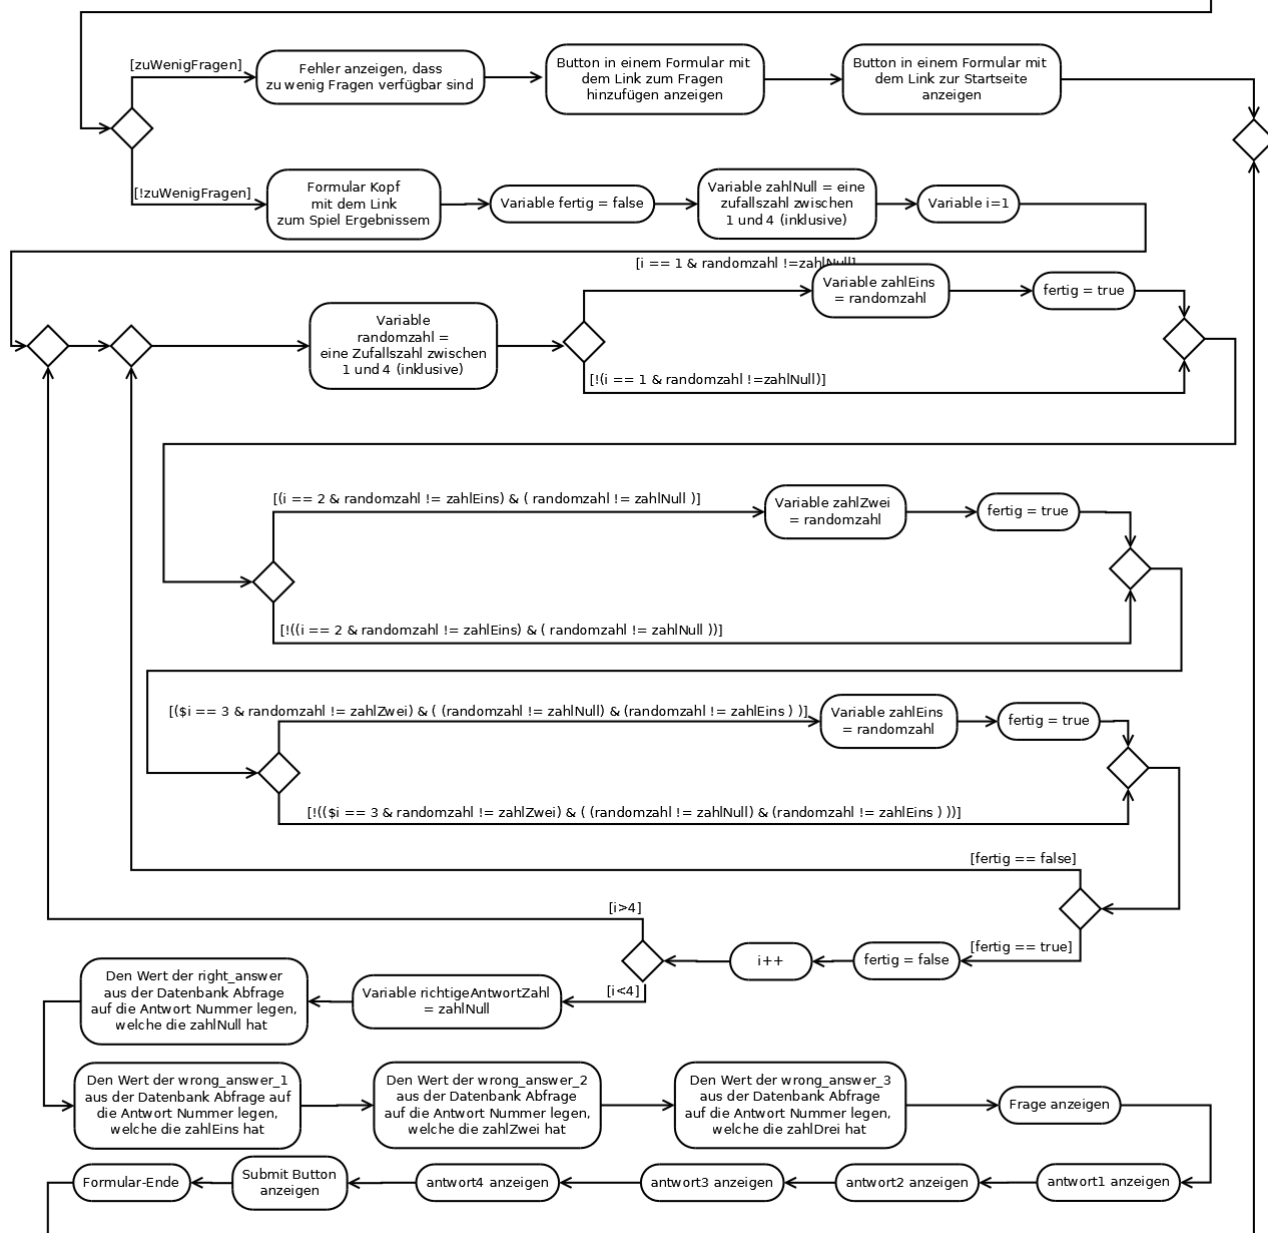 [zuWenigFragen]
Fehler anzeigen, dass
zu wenig Fragen verfügbar sind
Button in einem Formular mit
dem Link zum Fragen
hinzufügen anzeigen
Button in einem Formular mit
dem Link zur Startseite
anzeigen
[!zuWenigFragen]
Formular Kopf
mit dem Link
zum Spiel Ergebnissem
Variable fertig = false
Variable zahlNull = eine
zufallszahl zwischen
1 und 4 (inklusive)
Variable i=1
[i == 1 & randomzahl !=zahlNull]
Variable zahlEins
= randomzahl
fertig = true
Variable
randomzahl =
eine Zufallszahl zwischen
1 und 4 (inklusive)
[!(i == 1 & randomzahl !=zahlNull)]
[(i == 2 & randomzahl != zahlEins) & ( randomzahl != zahlNull )]
Variable zahlZwei
= randomzahl
fertig = true
[!((i == 2 & randomzahl != zahlEins) & ( randomzahl != zahlNull ))]
[($i == 3 & randomzahl != zahlZwei) & ( (randomzahl != zahlNull) & (randomzahl != zahlEins ) )]
Variable zahlEins
= randomzahl
fertig = true
[!(($i == 3 & randomzahl != zahlZwei) & ( (randomzahl != zahlNull) & (randomzahl != zahlEins ) ))]
[fertig == false]
[i>4]
[fertig == true]
fertig = false
i++
[i<4]
Variable richtigeAntwortZahl
= zahlNull
Den Wert der right_answer
aus der Datenbank Abfrage
auf die Antwort Nummer legen,
welche die zahlNull hat
Den Wert der wrong_answer_1
aus der Datenbank Abfrage auf
die Antwort Nummer legen,
welche die zahlEins hat
Den Wert der wrong_answer_2
aus der Datenbank Abfrage
auf die Antwort Nummer legen,
welche die zahlZwei hat
Den Wert der wrong_answer_3
aus der Datenbank Abfrage
auf die Antwort Nummer legen,
welche die zahlDrei hat
Frage anzeigen
antwort1 anzeigen
antwort2 anzeigen
antwort3 anzeigen
antwort4 anzeigen
Submit Button
anzeigen
Formular-Ende